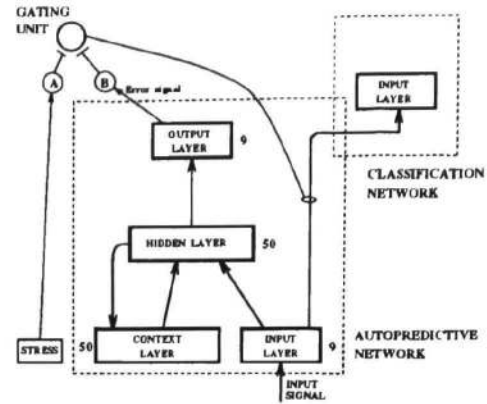 GATING
UNIT
A
B
Error signal
INPUT
LAYER
OUTPUT
LAYER
9
CLASSIFICATION
NETWORK
HIDDEN LAYER
50
STRESS
50
CONTEXT
LAYER
INPUT
LAYER
9
AUTOPREDICTIVE
NETWORK
INPUT
SIGNAL